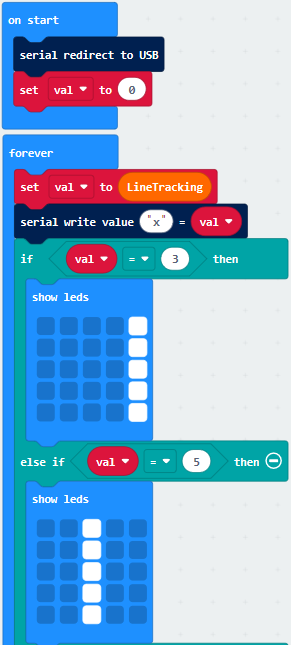 on start
serial redirect to USB
set val to 0
forever
set val to LineTracking
serial write value "x" = val
if val = 3 then
show leds
else if val = 5 then
show leds